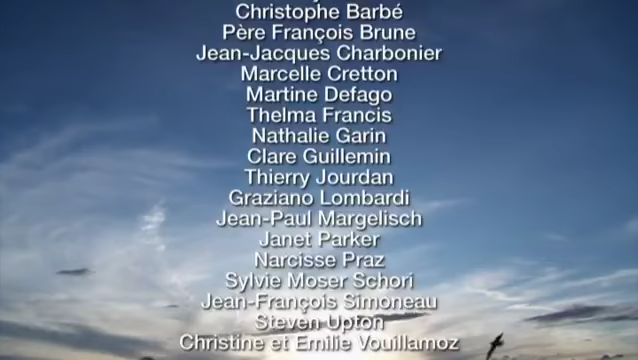 Christophe Barbé
Père François Brune
Jean-Jacques Charbonier
Marcelle Cretton
Martine Defago
Thelma Francis
Nathalie Garin
Clare Guillemin
Thierry Jourdan
Graziano Lombardi
Jean-Paul Margelisch
Janet Parker
Narcisse Praz
Sylvie Moser Schori
Jean-François Simoneau
Steven Upton
Christine et Emilie Vouillamoz